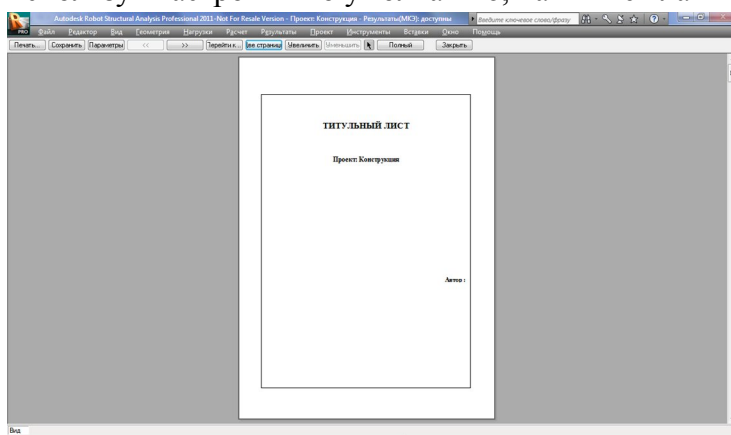 Autodesk Robot Structural Analysis Professional 2011 -Not For Resale Version - Проект: Конструкция - Результаты(МКЭ): доступны Введите ключевое слово/фразу
PRO Файл Редактор Вид Геометрия Нагрузки Расчет Результаты Проект Инструменты Вставки Окно Помощь
Печать... Сохранить Параметры << >> Перейти к... Две страницы Увеличить Уменьшить Полный Закрыть
ТИТУЛЬНЫЙ ЛИСТ
Проект: Конструкция
Автор :
Вид